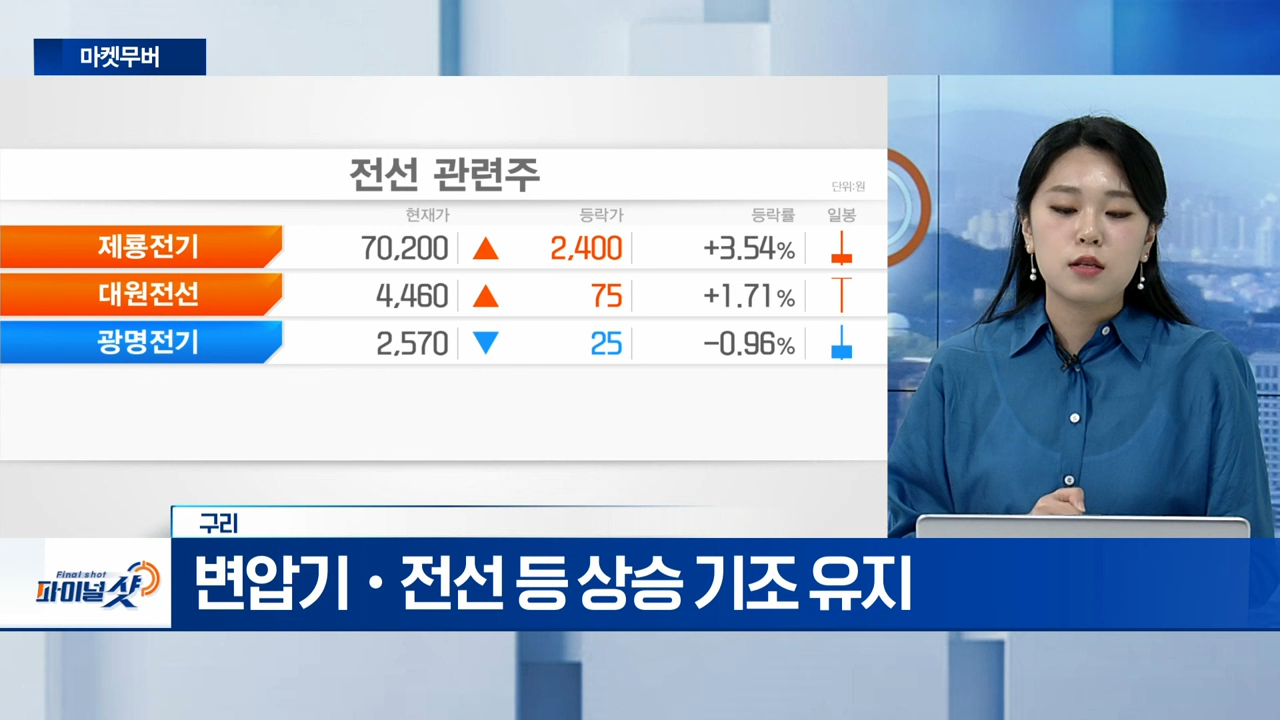 마켓무버
전선 관련주
단위:원
현재가 등락가 등락률 일봉
제룡전기 70,200 ▲ 2,400 +3.54%
대원전선 4,460 ▲ 75 +1.71%
광명전기 2,570 ▼ 25 -0.96%
구리
Final shot
파이널샷
변압기·전선 등 상승 기조 유지